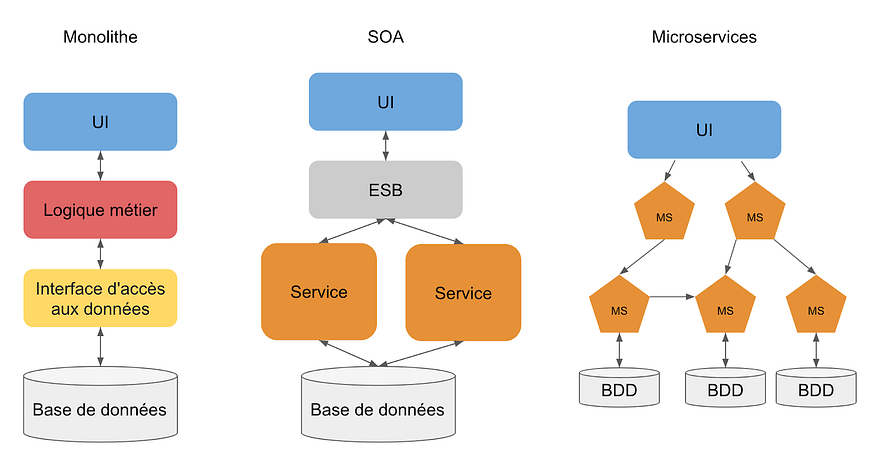 Monolithe
SOA
Microservices
UI
Logique métier
Interface d'accès
aux données
Base de données
UI
ESB
Service
Service
Base de données
UI
MS
MS
MS
MS
MS
BDD
BDD
BDD